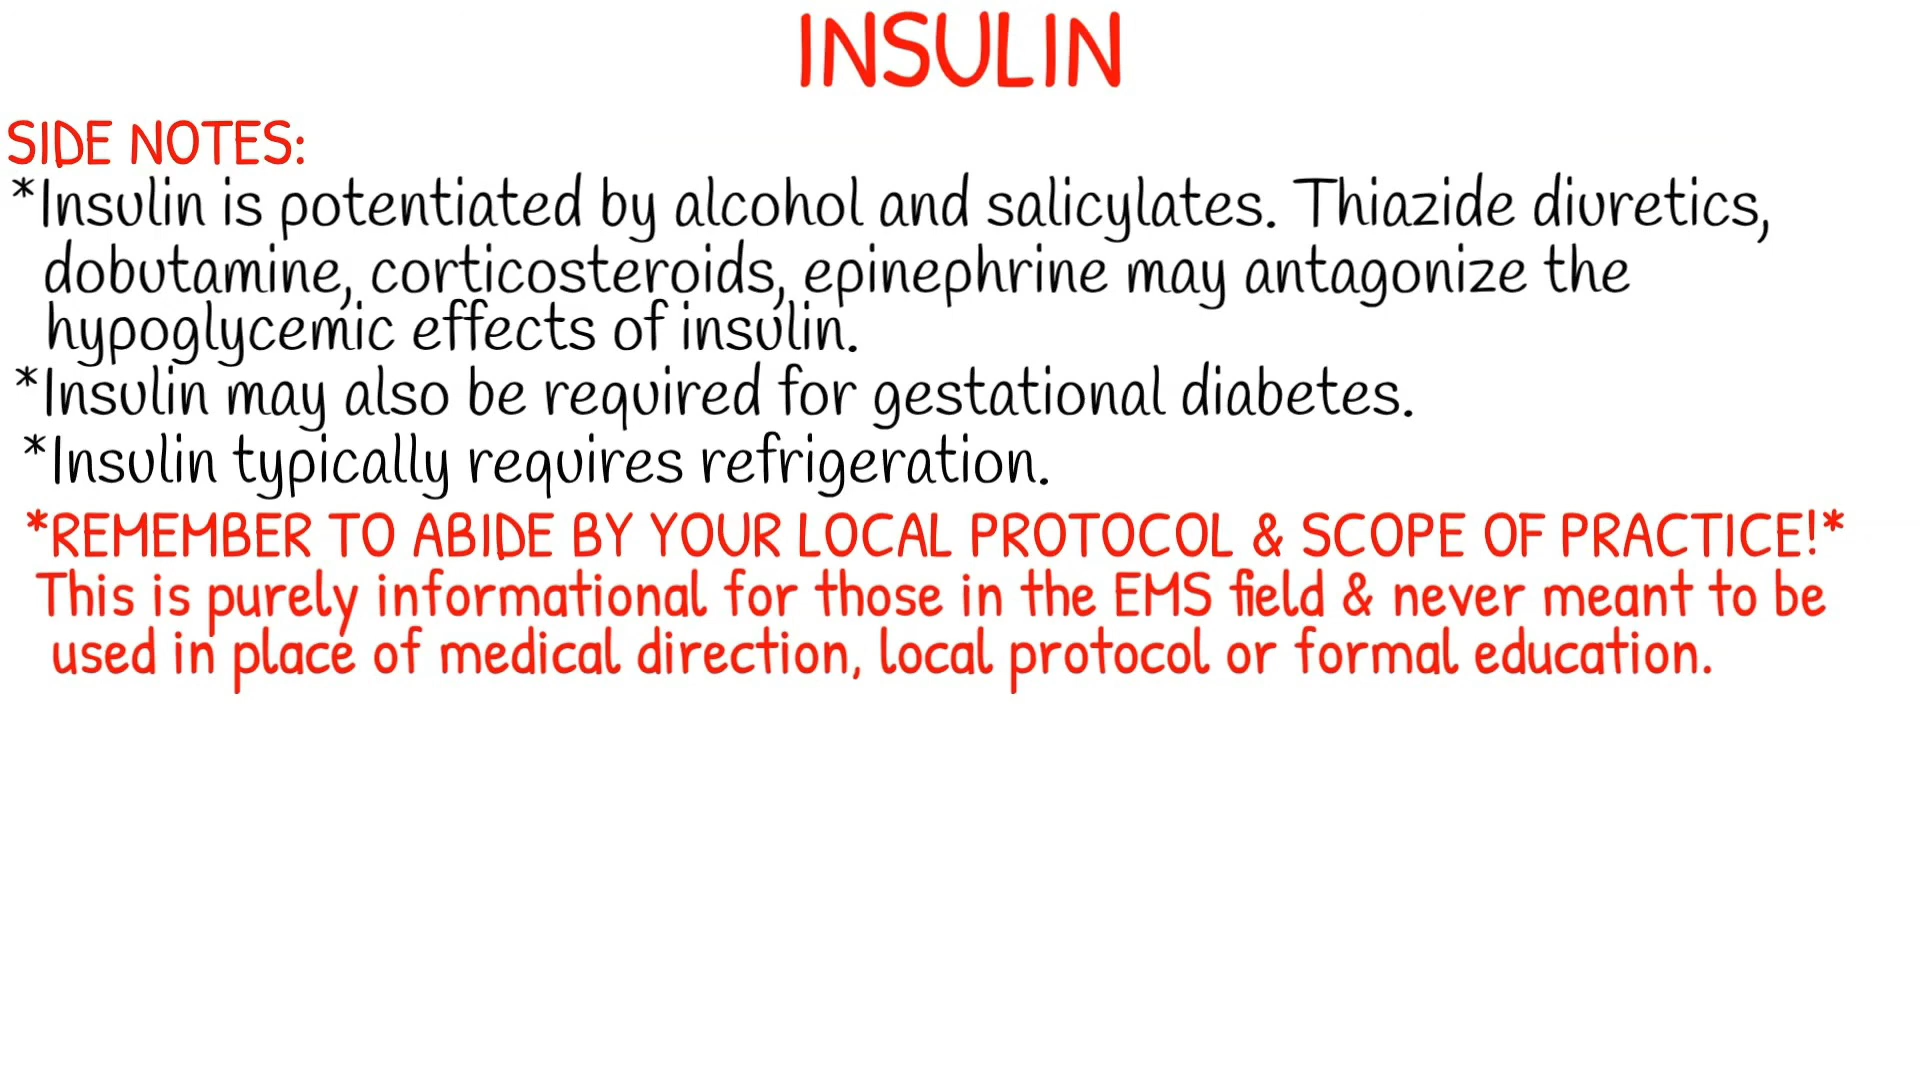 INSULIN
SIDE NOTES:
*Insulin is potentiated by alcohol and salicylates. Thiazide diuretics,
dobutamine, corticosteroids, epinephrine may antagonize the
hypoglycemic effects of insulin.
*Insulin may also be required for gestational diabetes.
*Insulin typically requires refrigeration.
*REMEMBER TO ABIDE BY YOUR LOCAL PROTOCOL & SCOPE OF PRACTICE!*
This is purely informational for those in the EMS field & never meant to be
used in place of medical direction, local protocol or formal education.